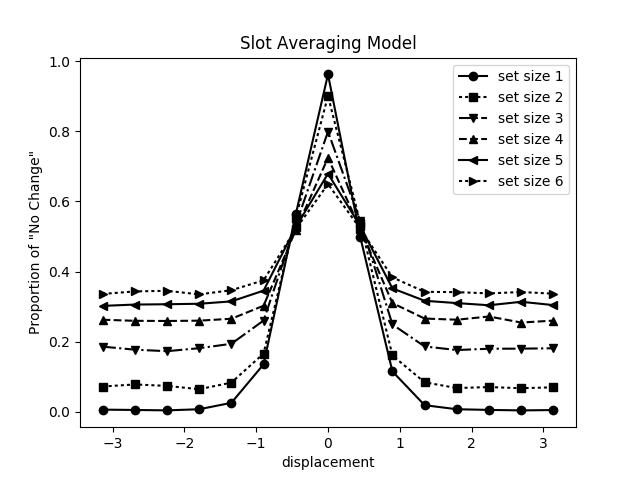 Slot Averaging Model
1.0
0.8
0.6
0.4
0.2
0.0
Proportion of "No Change"
set size 1
set size 2
set size 3
set size 4
set size 5
set size 6
−3 −2 −1 0 1 2 3
displacement